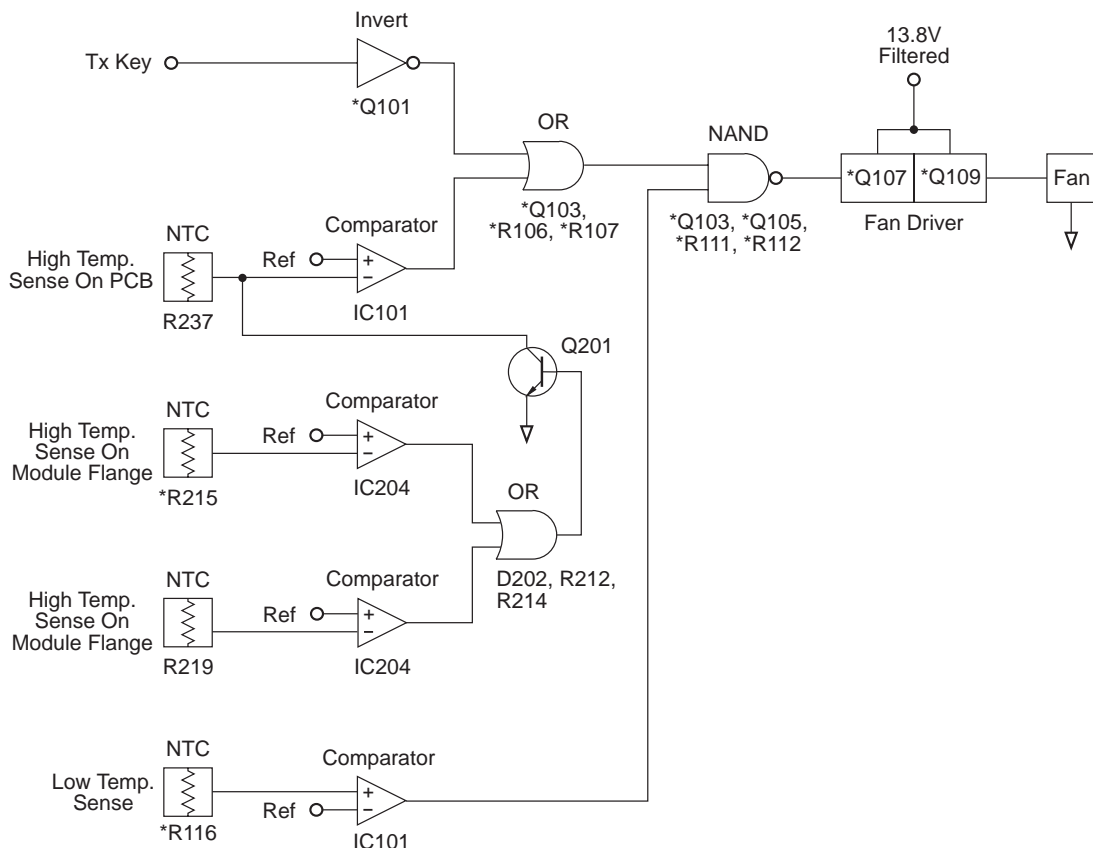 Invert
Tx Key
*Q101
13.8V
Filtered
OR
NAND
*Q107
*Q109
Fan
*Q103,
*R106, *R107
*Q103, *Q105,
*R111, *R112
Fan Driver
NTC
Comparator
High Temp.
Sense On PCB
Ref
+
−
R237
IC101
Q201
NTC
Comparator
High Temp.
Sense On
Module Flange
Ref
+
−
*R215
IC204
OR
D202, R212,
R214
NTC
Comparator
High Temp.
Sense On
Module Flange
Ref
+
−
R219
IC204
NTC
Comparator
Low Temp.
Sense
Ref
+
−
*R116
IC101